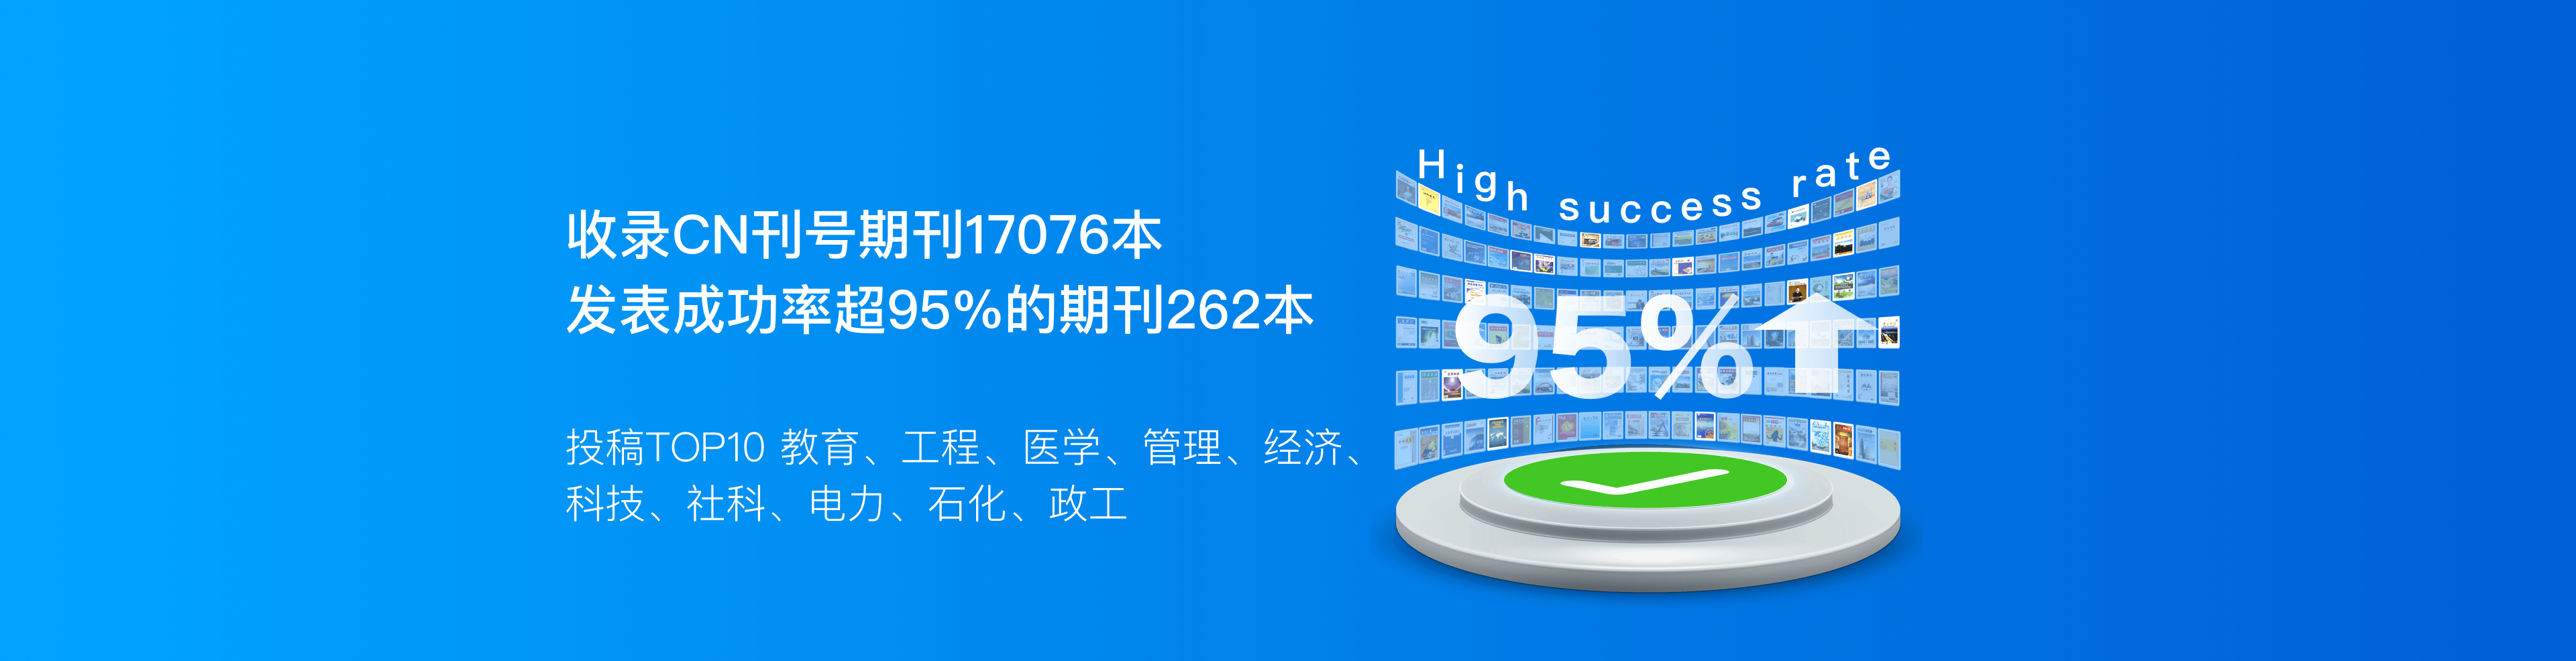 收录CN刊号期刊17076本
发表成功率超95%的期刊262本
投稿TOP10 教育、工程、医学、管理、经济、
科技、社科、电力、石化、政工
High success rate
95%